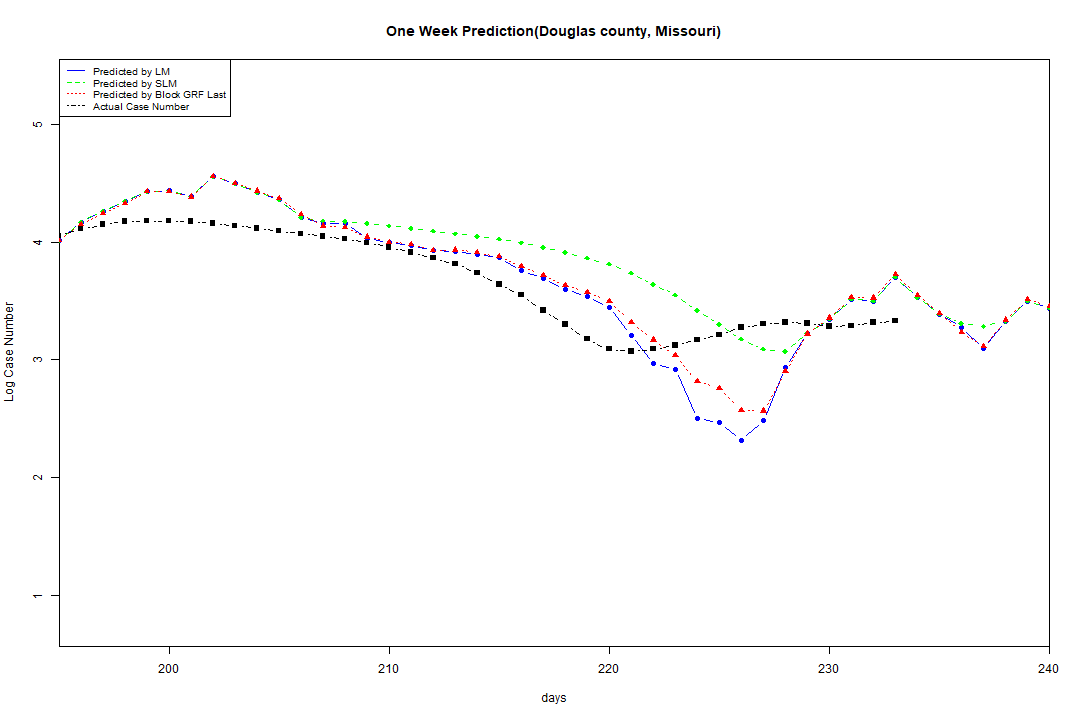 One Week Prediction(Douglas county, Missouri)
Predicted by LM
Predicted by SLM
Predicted by Block GRF Last
Actual Case Number
5
4
3
2
1
Log Case Number
200
210
220
230
240
days